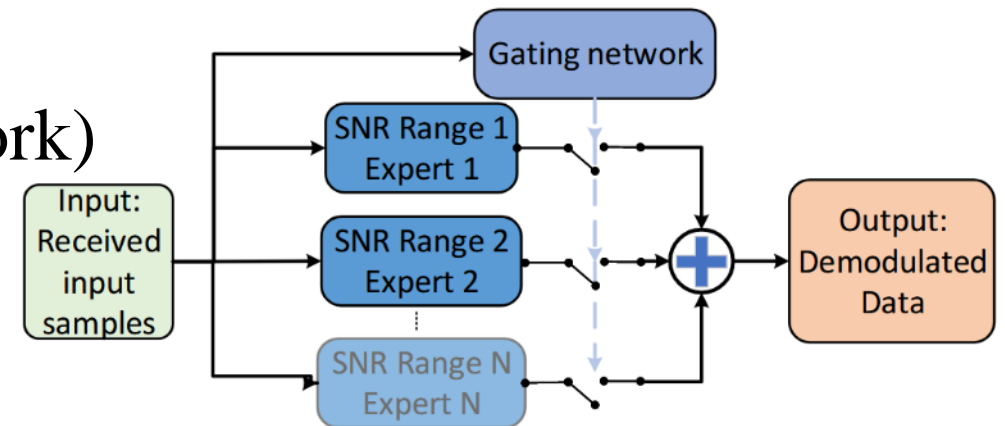 Gating network
ork)
SNR Range 1
Expert 1
Input:
Received
input
samples
SNR Range 2
Expert 2
Output:
Demodulated
Data
SNR Range N
Expert N